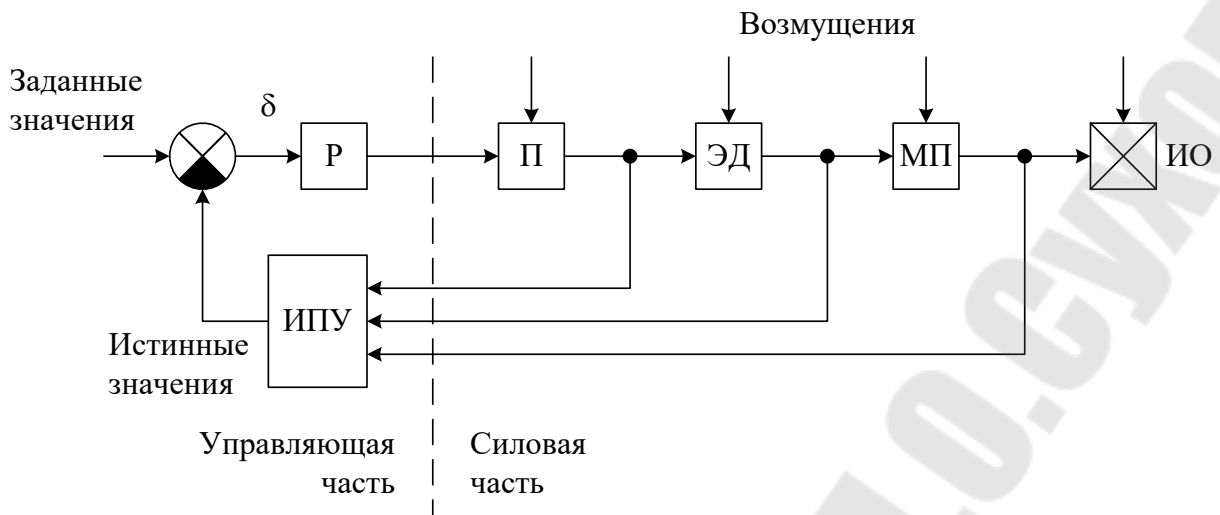 Возмущения
Заданные
значения
δ
Р
П
ЭД
МП
ИО
ИПУ
Истинные
значения
Управляющая
часть
Силовая
часть